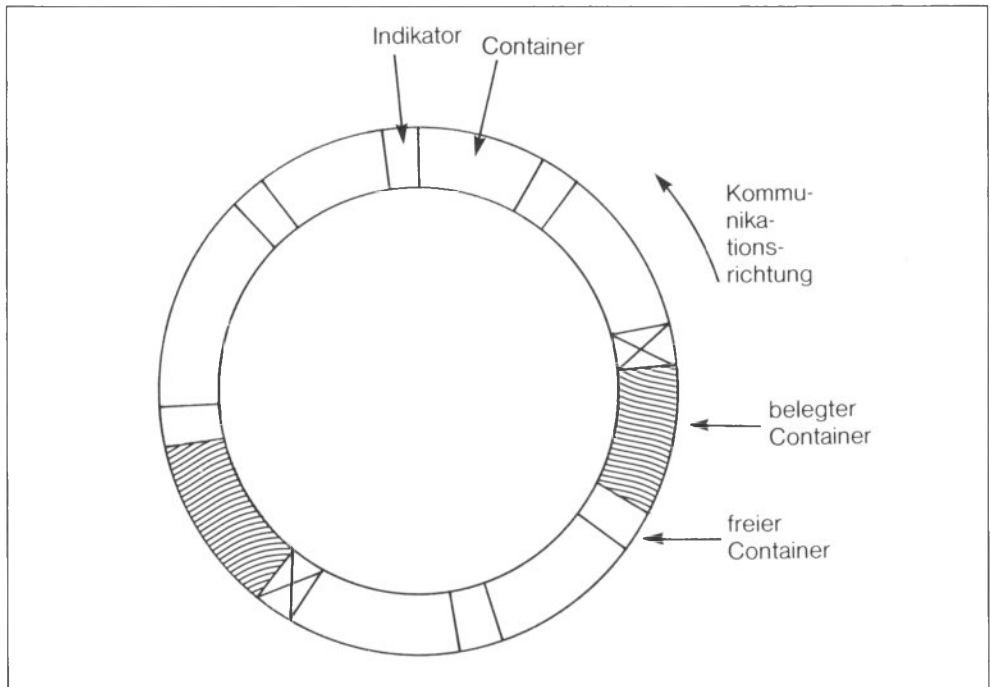 Indikator
Container
Kommu-
nika-
tions-
richtung
belegter
Container
freier
Container